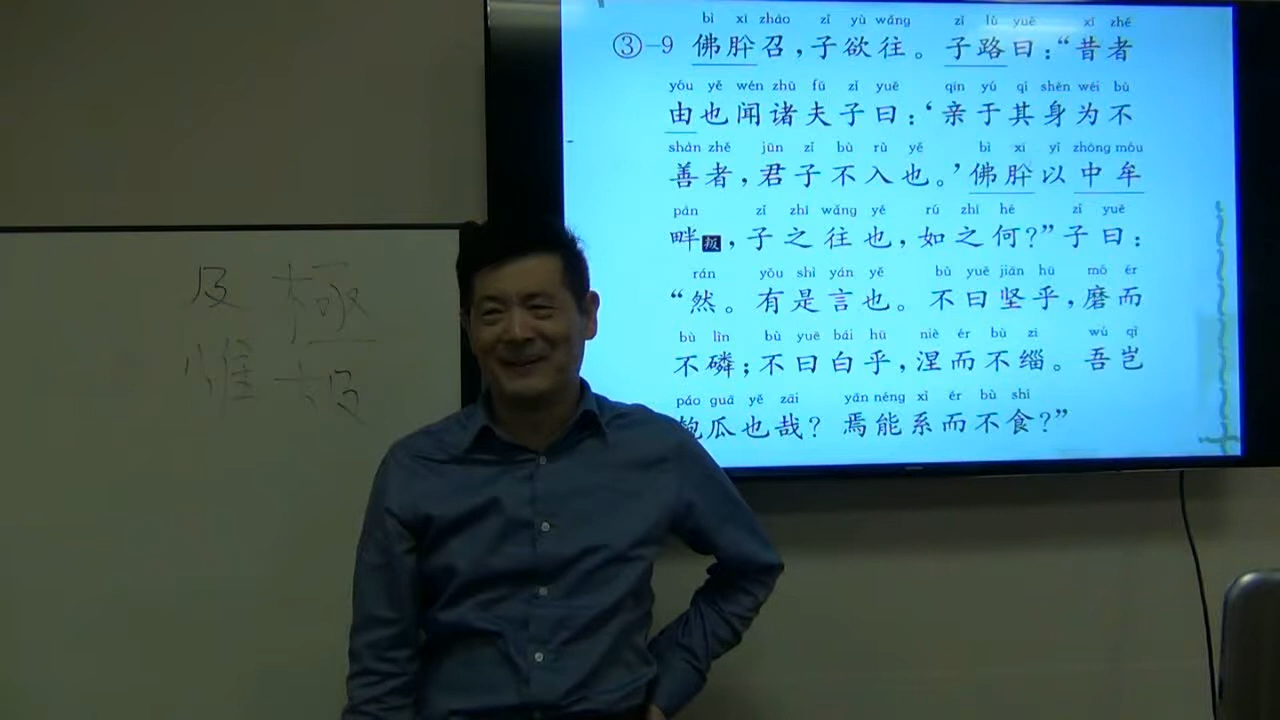 bì xī zhào zǐ yù wǎng zǐ lù yuē xī zhě
③-9 佛肸召，子欲往。子路曰：“昔者
yóu yě wén zhū fū zǐ yuē qīn yú qí shēn wéi bù
由也闻诸夫子曰：‘亲于其身为不
shàn zhě jūn zǐ bù rù yě bì xī yǐ zhōng móu
善者，君子不入也。’佛肸以中牟
pàn zǐ zhī wǎng yě rú zhī hé zǐ yuē
畔叛，子之往也，如之何？”子曰：
rán yǒu shì yán yě bù yuē jiān hū mó ér
“然。有是言也。不曰坚乎，磨而
bù lìn bù yuē bái hū niè ér bù zī wú qǐ
不磷；不曰白乎，涅而不缁。吾岂
páo guā yě zāi yān néng xì ér bù shí
匏瓜也哉？焉能系而不食？”
及 極
惟